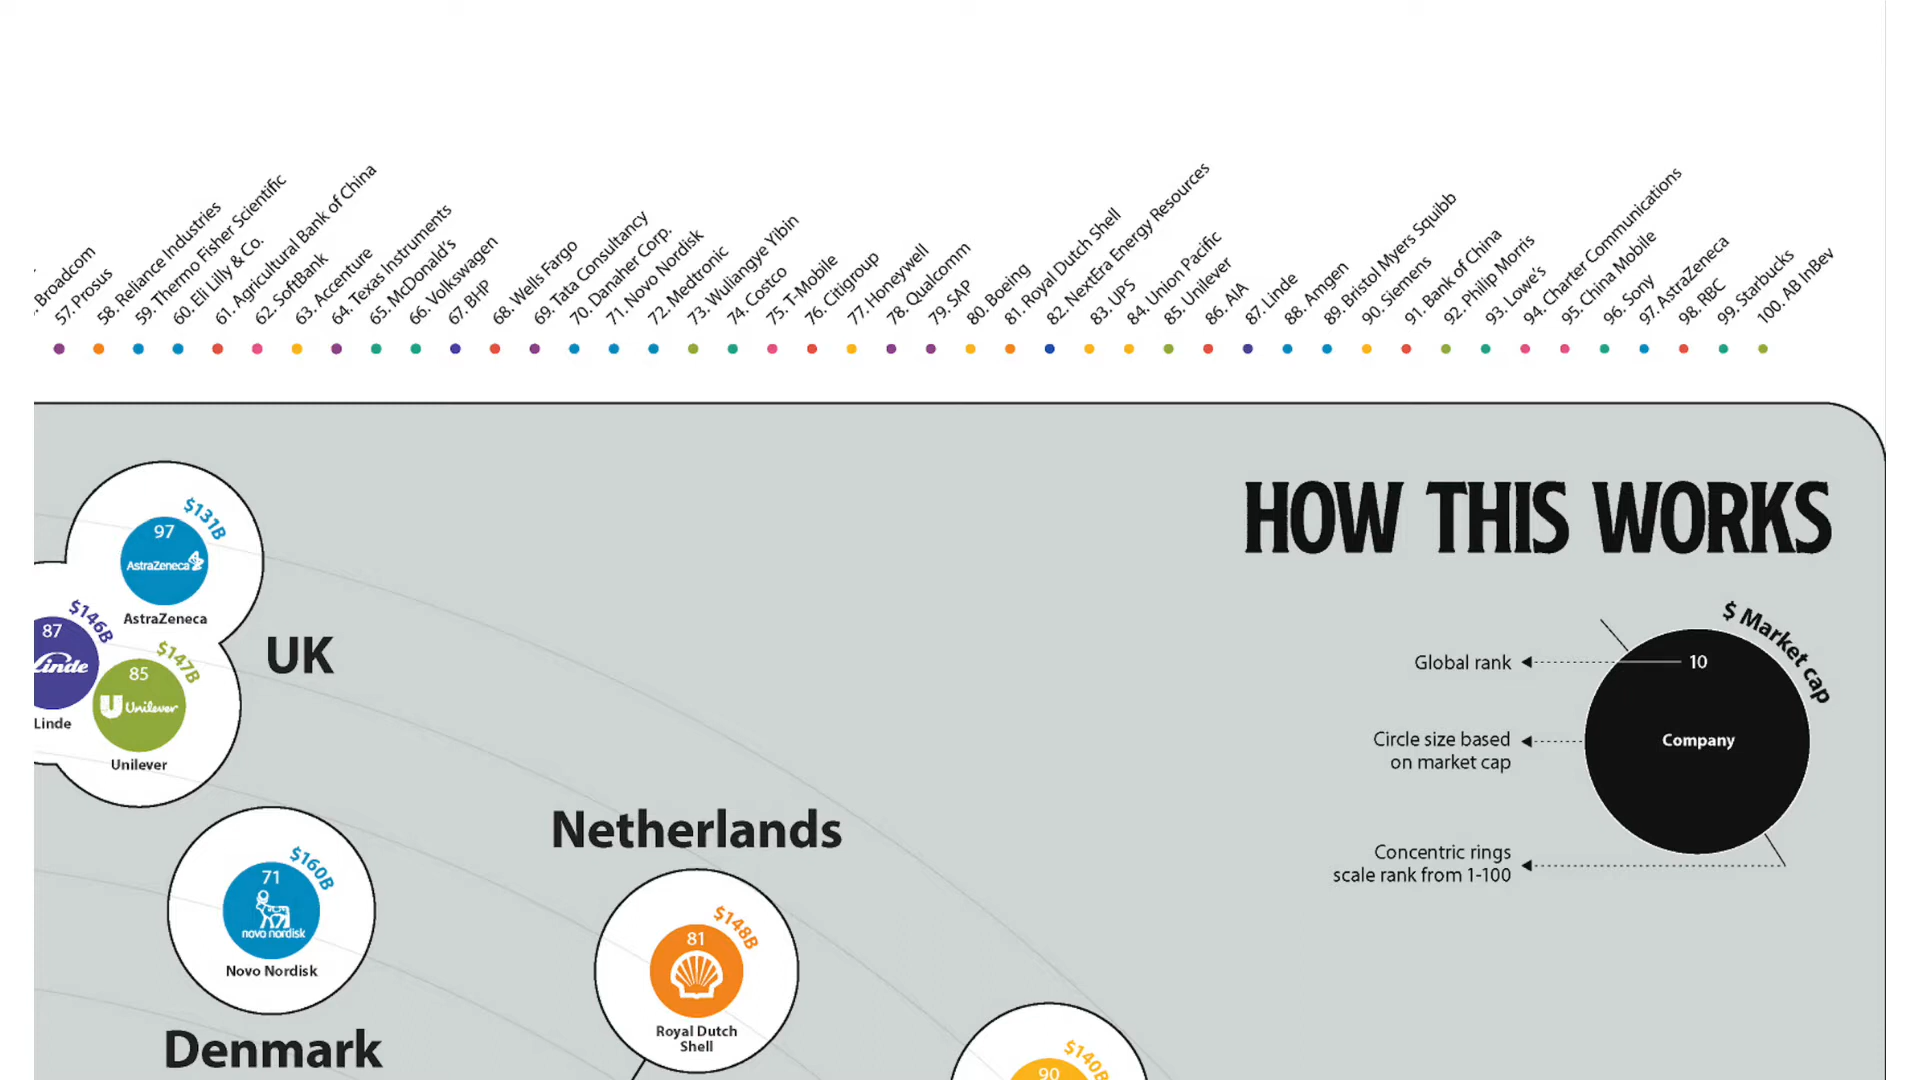 . Broadcom
57. Prosus
58. Reliance Industries
59. Thermo Fisher Scientific
60. Eli Lilly & Co.
61. Agricultural Bank of China
62. SoftBank
63. Accenture
64. Texas Instruments
65. McDonald's
66. Volkswagen
67. BHP
68. Wells Fargo
69. Tata Consultancy
70. Danaher Corp.
71. Novo Nordisk
72. Medtronic
73. Wuliangye Yibin
74. Costco
75. T-Mobile
76. Citigroup
77. Honeywell
78. Qualcomm
79. SAP
80. Boeing
81. Royal Dutch Shell
82. NextEra Energy Resources
83. UPS
84. Union Pacific
85. Unilever
86. AIA
87. Linde
88. Amgen
89. Bristol Myers Squibb
90. Siemens
91. Bank of China
92. Philip Morris
93. Lowe's
94. Charter Communications
95. China Mobile
96. Sony
97. AstraZeneca
98. RBC
99. Starbucks
100. AB InBev
HOW THIS WORKS
$ Market cap
Global rank
10
Circle size based
on market cap
Company
Concentric rings
scale rank from 1-100
$131B
97
AstraZeneca
AstraZeneca
UK
$146B
87
Linde
Linde
$147B
85
Unilever
Unilever
$160B
71
novo nordisk
Novo Nordisk
Denmark
Netherlands
$148B
81
Royal Dutch
Shell
$140B
90